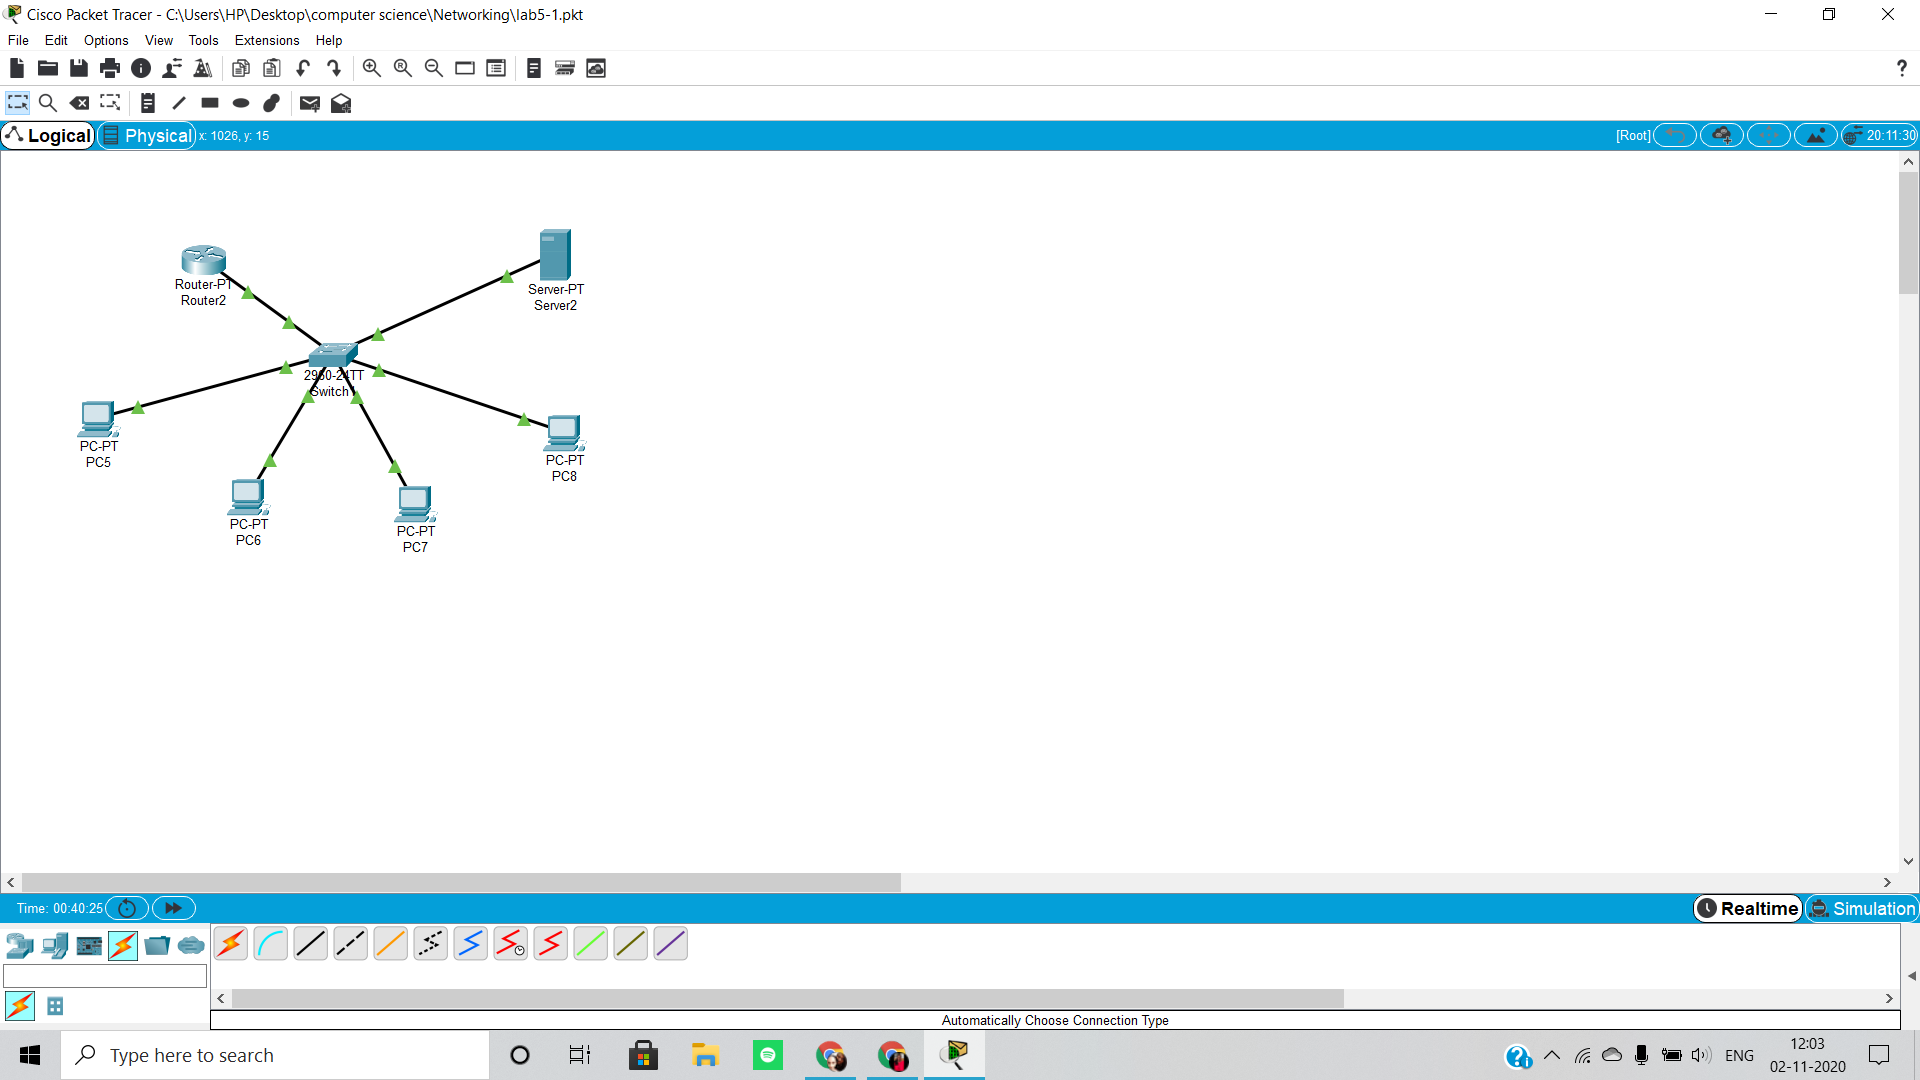 Cisco Packet Tracer - C:\Users\HP\Desktop\computer science\Networking\lab5-1.pkt
File Edit Options View Tools Extensions Help
?
Logical Physical x: 1026, y: 15 [Root] 20:11:30
Router-PT
Router2
Server-PT
Server2
2960-24TT
Switch
PC-PT
PC5
PC-PT
PC6
PC-PT
PC7
PC-PT
PC8
Time: 00:40:25 Realtime Simulation
Automatically Choose Connection Type
Type here to search
ENG
12:03
02-11-2020